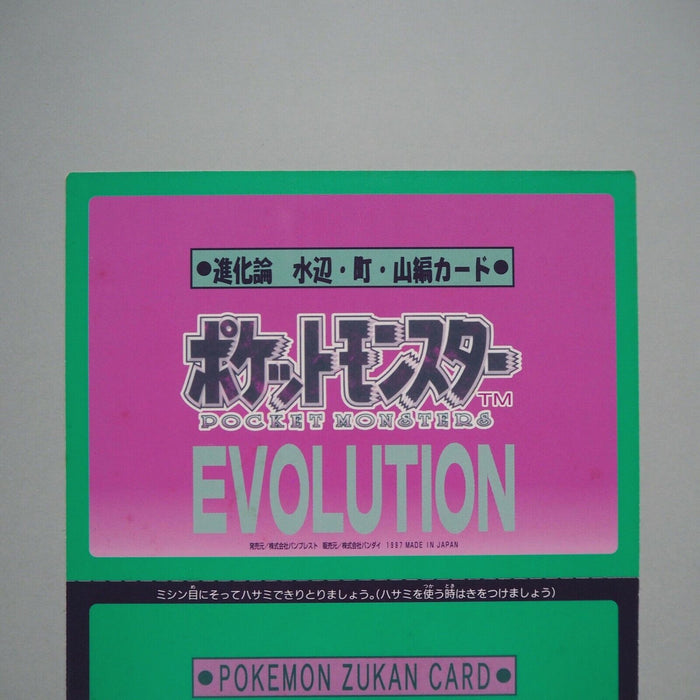 ●進化論 水辺・町・山編カード●
ポケットモンスター™
POCKET MONSTERS
EVOLUTION
発売元/株式会社バンプレスト 販売元/株式会社バンダイ 1997 MADE IN JAPAN
ミシン目にそってハサミできりとりましょう。(ハサミを使う時はきをつけましょう)
●POKEMON ZUKAN CARD●